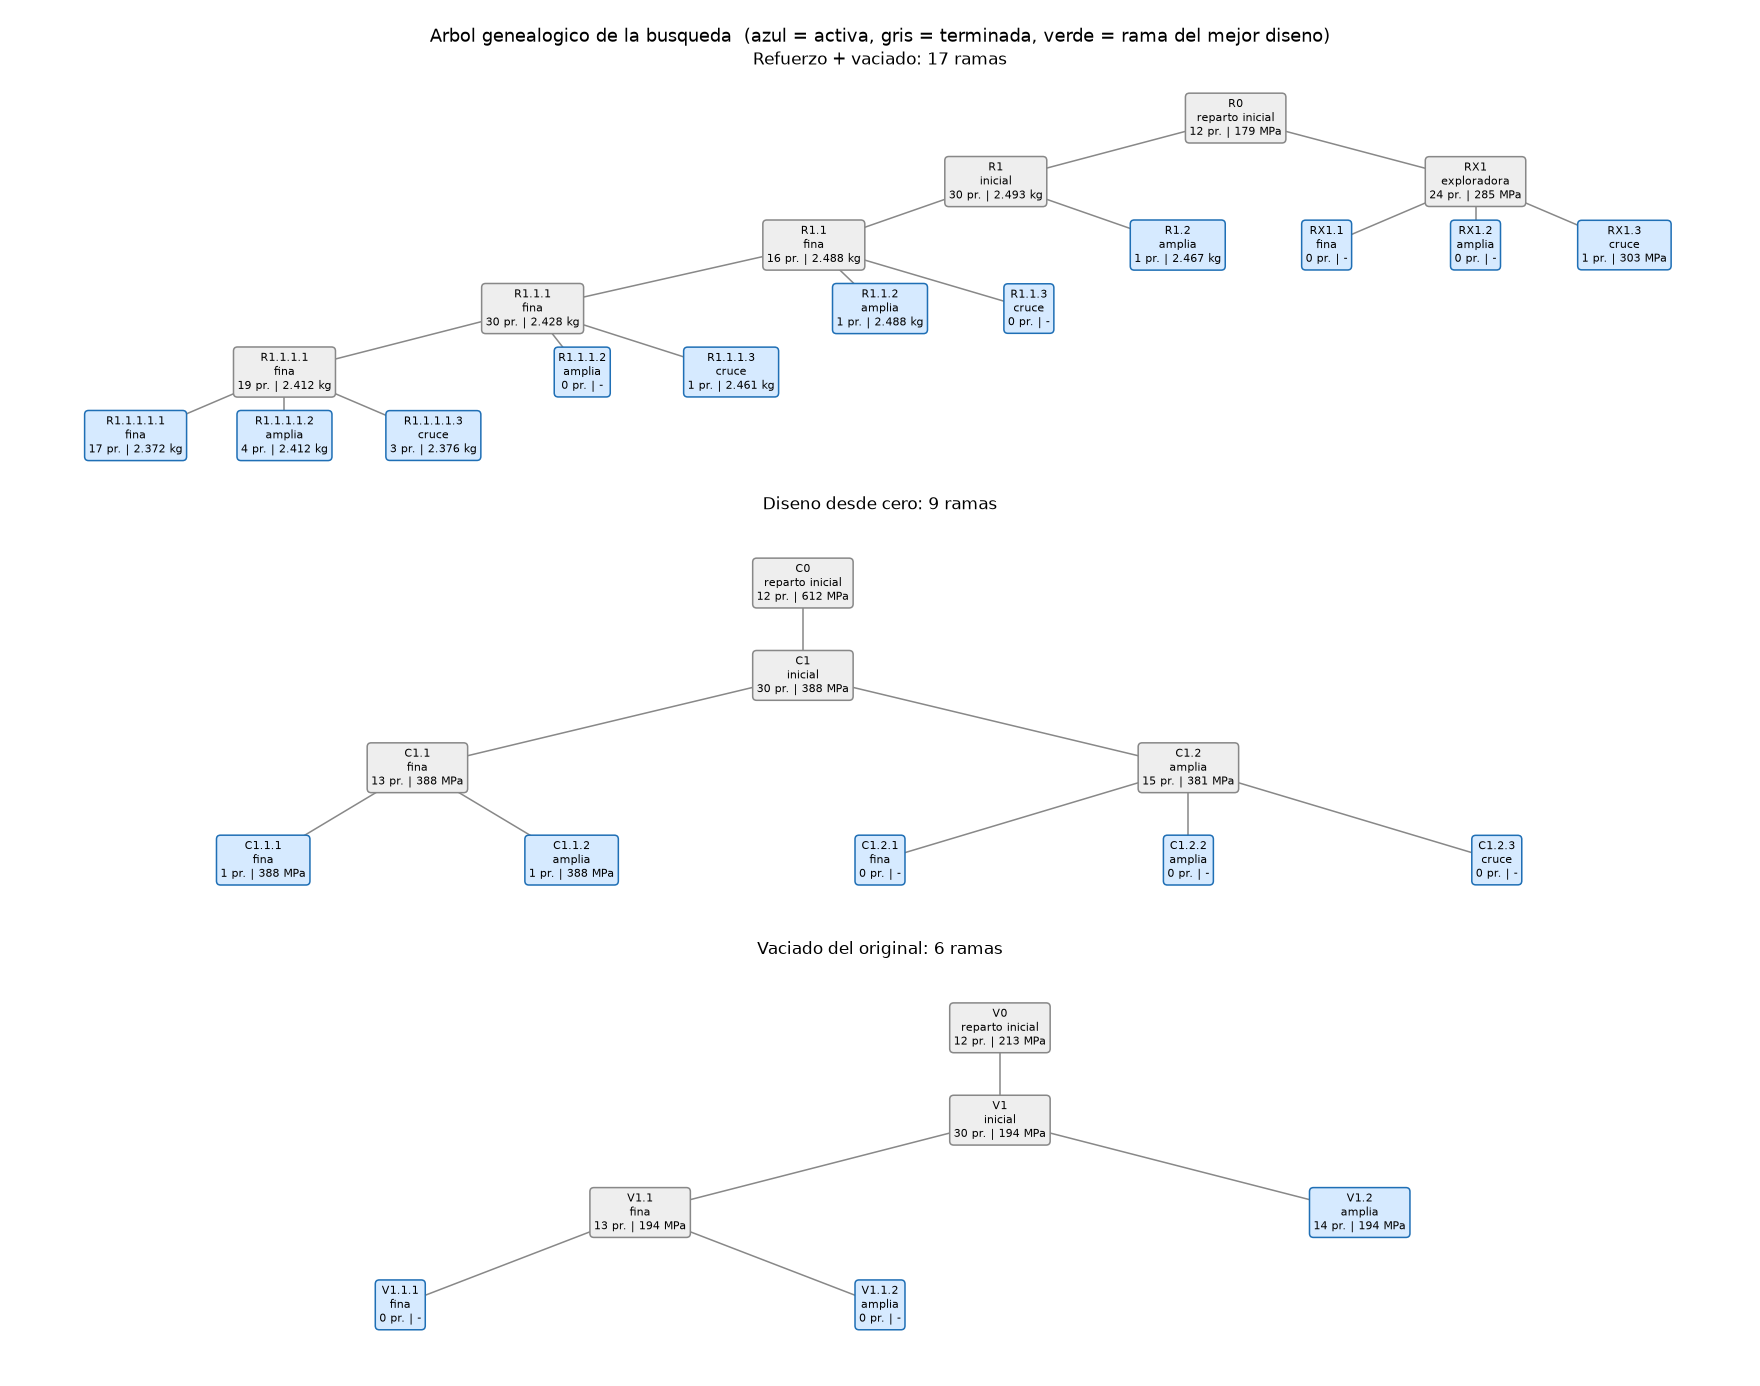 Arbol genealogico de la busqueda  (azul = activa, gris = terminada, verde = rama del mejor diseno)
Refuerzo + vaciado: 17 ramas
R0
reparto inicial
12 pr. | 179 MPa
R1
inicial
30 pr. | 2.493 kg
RX1
exploradora
24 pr. | 285 MPa
R1.1
fina
16 pr. | 2.488 kg
R1.2
amplia
1 pr. | 2.467 kg
RX1.1
fina
0 pr. | -
RX1.2
amplia
0 pr. | -
RX1.3
cruce
1 pr. | 303 MPa
R1.1.1
fina
30 pr. | 2.428 kg
R1.1.2
amplia
1 pr. | 2.488 kg
R1.1.3
cruce
0 pr. | -
R1.1.1.1
fina
19 pr. | 2.412 kg
R1.1.1.2
amplia
0 pr. | -
R1.1.1.3
cruce
1 pr. | 2.461 kg
R1.1.1.1.1
fina
17 pr. | 2.372 kg
R1.1.1.1.2
amplia
4 pr. | 2.412 kg
R1.1.1.1.3
cruce
3 pr. | 2.376 kg
Diseno desde cero: 9 ramas
C0
reparto inicial
12 pr. | 612 MPa
C1
inicial
30 pr. | 388 MPa
C1.1
fina
13 pr. | 388 MPa
C1.2
amplia
15 pr. | 381 MPa
C1.1.1
fina
1 pr. | 388 MPa
C1.1.2
amplia
1 pr. | 388 MPa
C1.2.1
fina
0 pr. | -
C1.2.2
amplia
0 pr. | -
C1.2.3
cruce
0 pr. | -
Vaciado del original: 6 ramas
V0
reparto inicial
12 pr. | 213 MPa
V1
inicial
30 pr. | 194 MPa
V1.1
fina
13 pr. | 194 MPa
V1.2
amplia
14 pr. | 194 MPa
V1.1.1
fina
0 pr. | -
V1.1.2
amplia
0 pr. | -